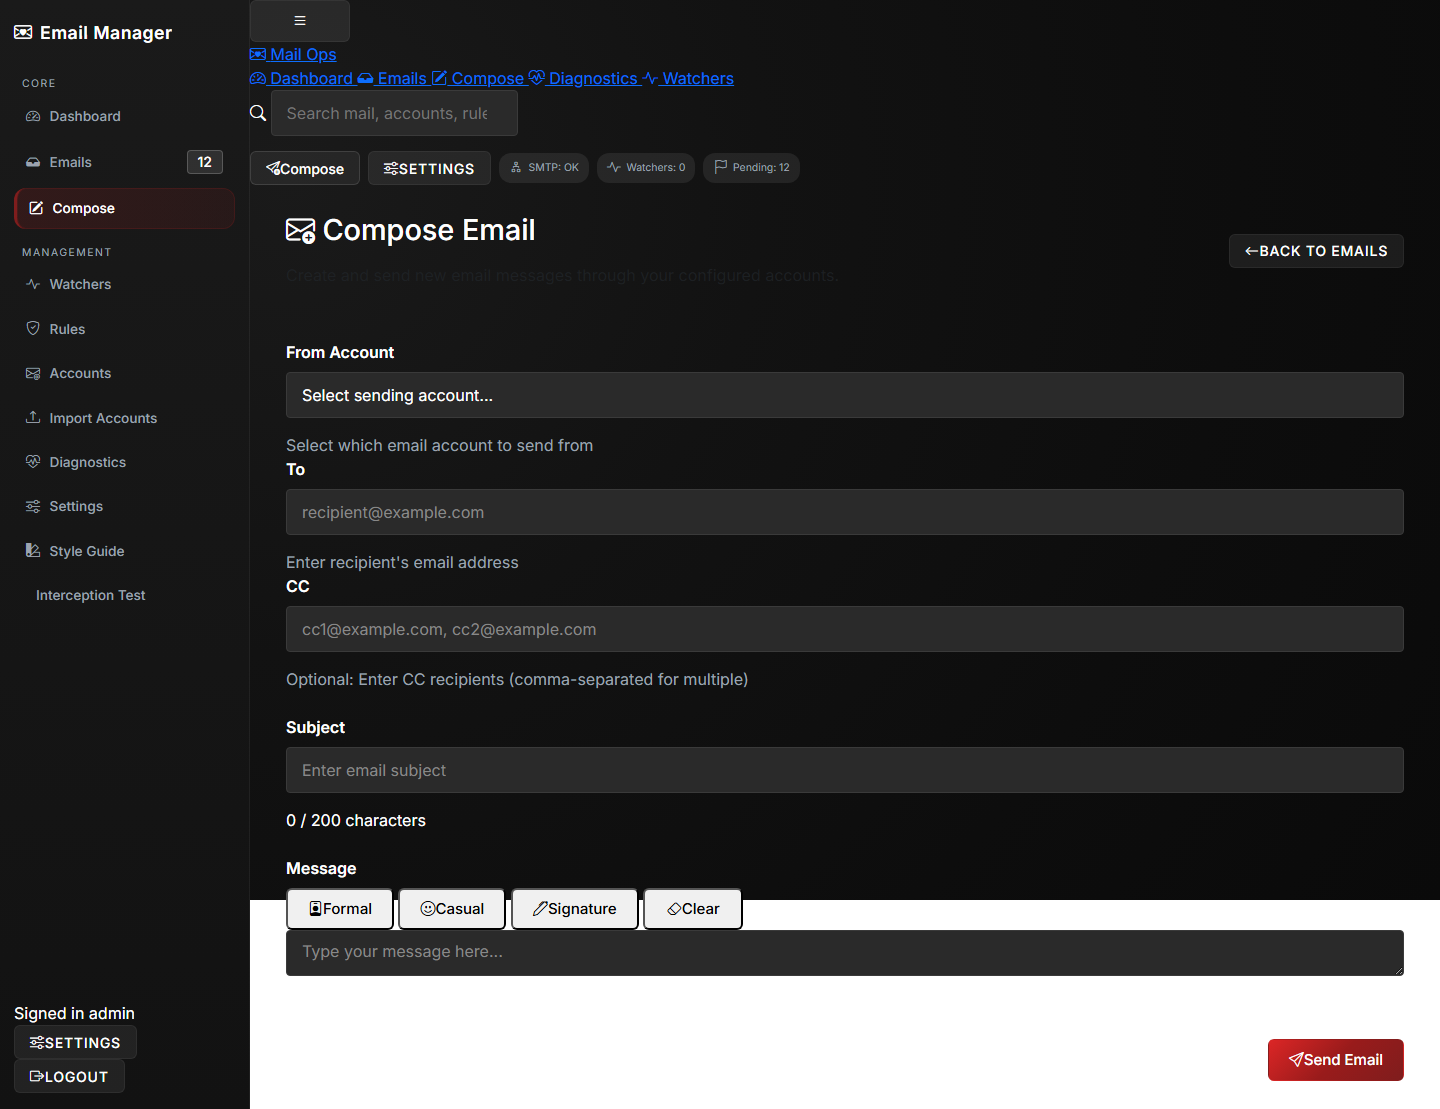 Email Manager
CORE
Dashboard
Emails 12
Compose
MANAGEMENT
Watchers
Rules
Accounts
Import Accounts
Diagnostics
Settings
Style Guide
Interception Test
Signed in admin
SETTINGS
LOGOUT
Mail Ops
Dashboard Emails Compose Diagnostics Watchers
Search mail, accounts, rule
Compose SETTINGS SMTP: OK Watchers: 0 Pending: 12
Compose Email
BACK TO EMAILS
Create and send new email messages through your configured accounts.
From Account
Select sending account...
Select which email account to send from
To
recipient@example.com
Enter recipient's email address
CC
cc1@example.com, cc2@example.com
Optional: Enter CC recipients (comma-separated for multiple)
Subject
Enter email subject
0 / 200 characters
Message
Formal Casual Signature Clear
Type your message here...
Send Email